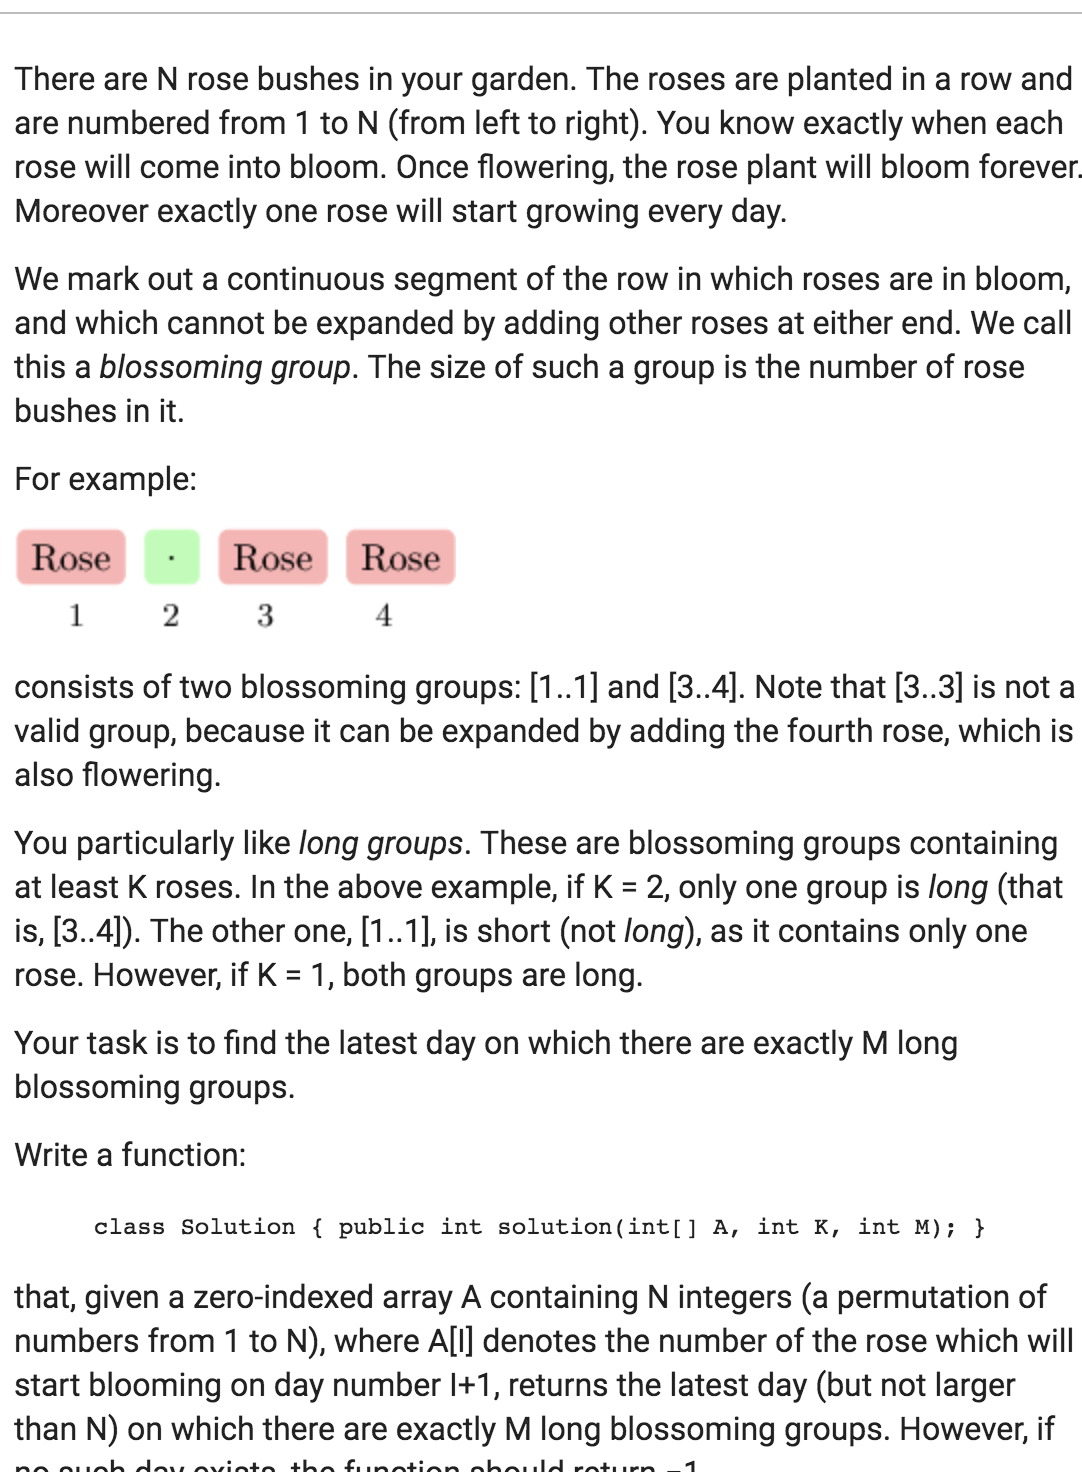 There are N rose bushes in your garden. The roses are planted in a row and
are numbered from 1 to N (from left to right). You know exactly when each
rose will come into bloom. Once flowering, the rose plant will bloom forever.
Moreover exactly one rose will start growing every day.
We mark out a continuous segment of the row in which roses are in bloom,
and which cannot be expanded by adding other roses at either end. We call
this a blossoming group. The size of such a group is the number of rose
bushes in it.
For example:
Rose · Rose Rose
1 2 3 4
consists of two blossoming groups: [1..1] and [3..4]. Note that [3..3] is not a
valid group, because it can be expanded by adding the fourth rose, which is
also flowering.
You particularly like long groups. These are blossoming groups containing
at least K roses. In the above example, if K = 2, only one group is long (that
is, [3..4]). The other one, [1..1], is short (not long), as it contains only one
rose. However, if K = 1, both groups are long.
Your task is to find the latest day on which there are exactly M long
blossoming groups.
Write a function:
class Solution { public int solution(int[] A, int K, int M); }
that, given a zero-indexed array A containing N integers (a permutation of
numbers from 1 to N), where A[I] denotes the number of the rose which will
start blooming on day number I+1, returns the latest day (but not larger
than N) on which there are exactly M long blossoming groups. However, if
no such day exists, the function should return −1.